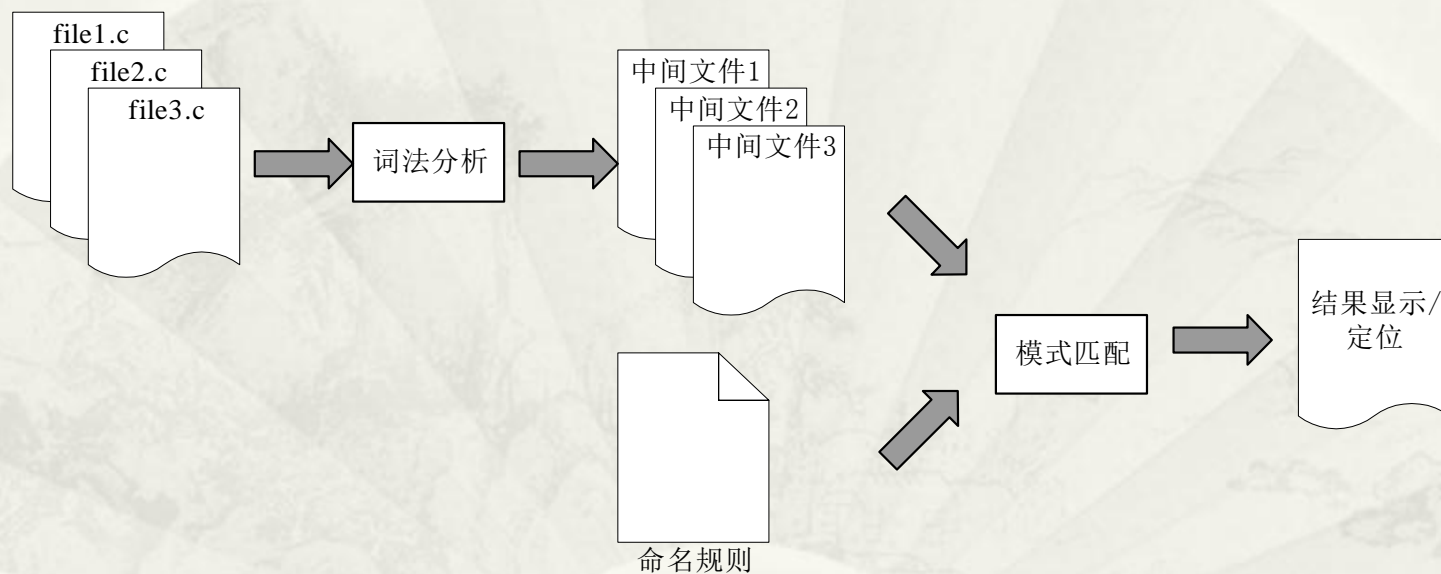 file1.c
file2.c
file3.c
词法分析
中间文件1
中间文件2
中间文件3
命名规则
模式匹配
结果显示/
定位